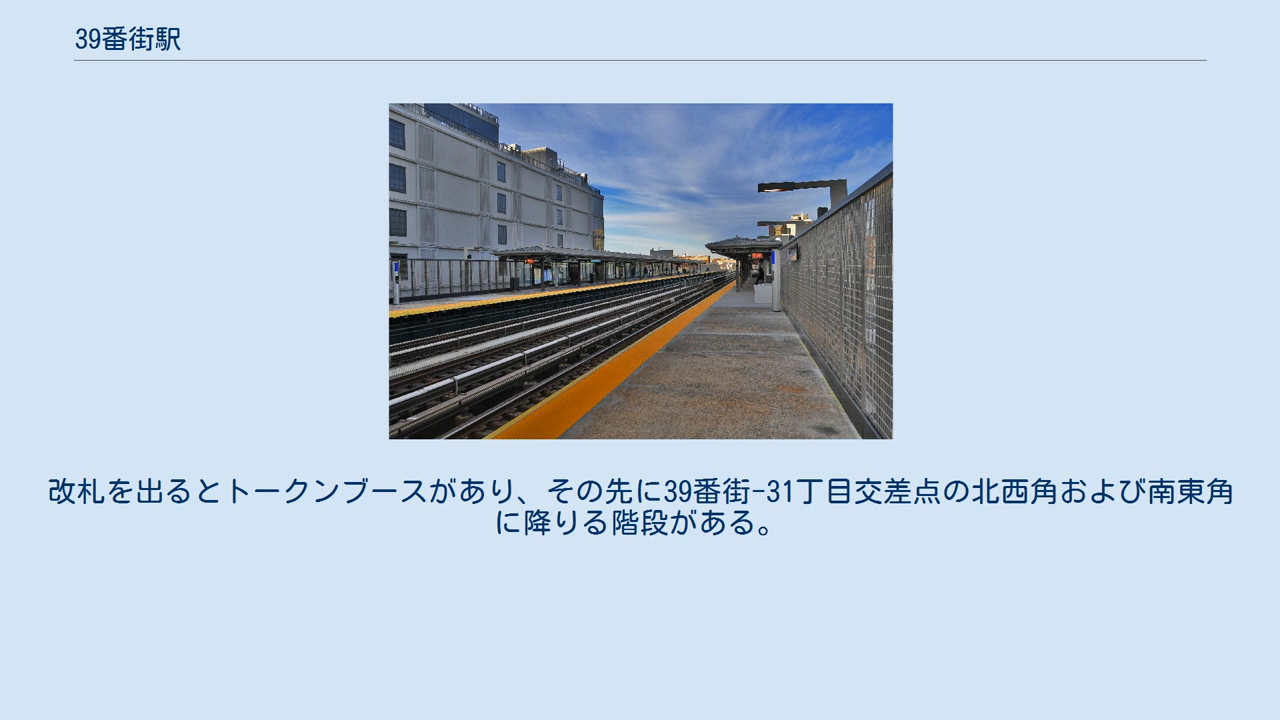 39番街駅
改札を出るとトークンブースがあり、その先に39番街-31丁目交差点の北西角および南東角
に降りる階段がある。